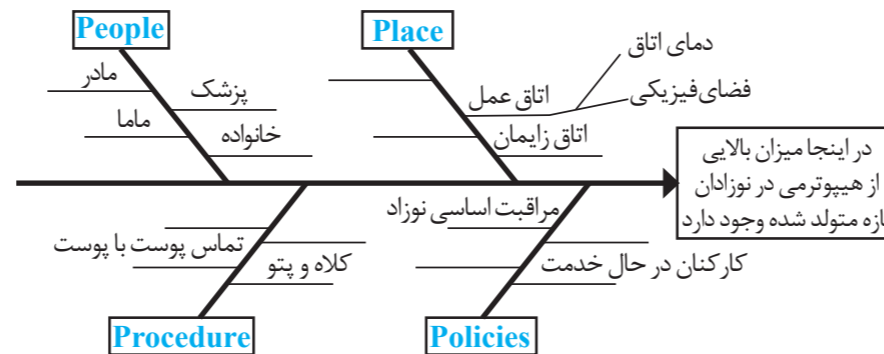 People
Place
دمای اتاق
مادر
پزشک
اتاق عمل
فضای فیزیکی
ماما
خانواده
اتاق زایمان
در اینجا میزان بالایی
از هیپوترمی در نوزادان
ازه متولد شده وجود دارد
مراقبت اساسی نوزاد
تماس پوست با پوست
کلاه و پتو
کارکنان در حال خدمت
Procedure
Policies